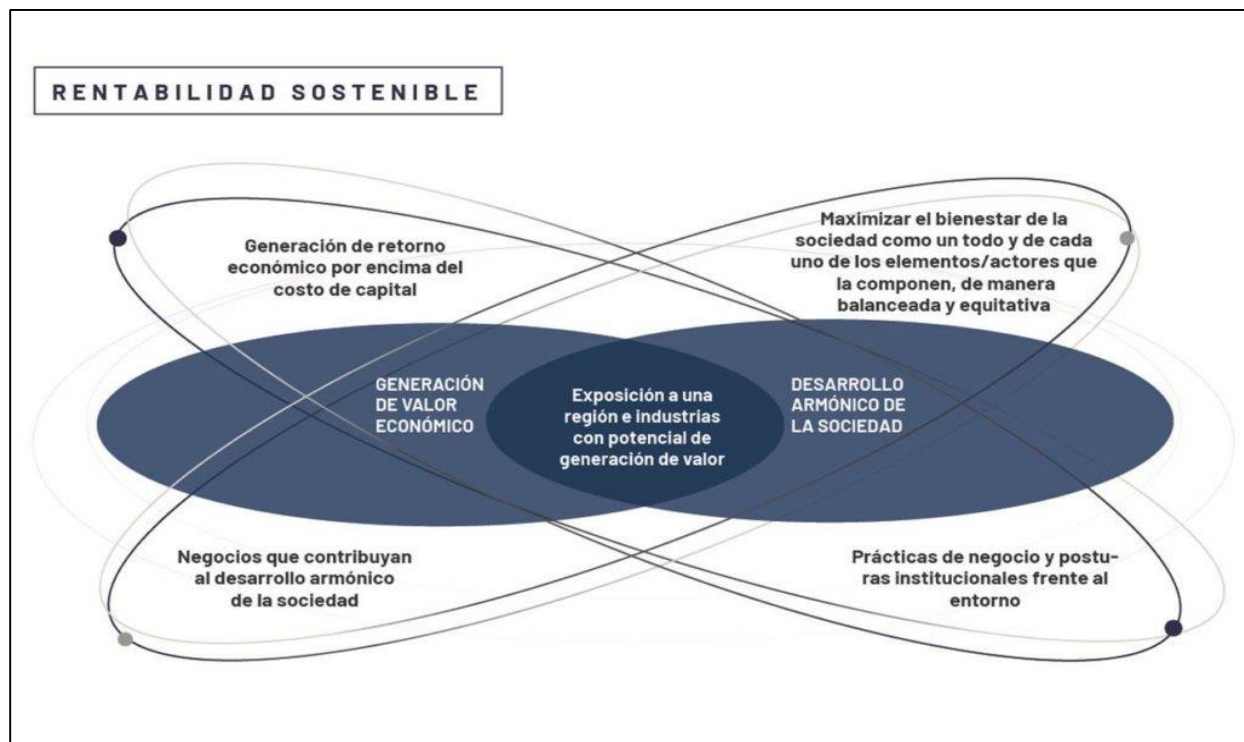 RENTABILIDAD SOSTENIBLE
Generación de retorno
económico por encima del
costo de capital
Maximizar el bienestar de la
sociedad como un todo y de cada
uno de los elementos/actores que
la componen, de manera
balanceada y equitativa
GENERACIÓN
DE VALOR
ECONÓMICO
Exposición a una
región e industrias
con potencial de
generación de valor
DESARROLLO
ARMÓNICO DE
LA SOCIEDAD
Negocios que contribuyan
al desarrollo armónico
de la sociedad
Prácticas de negocio y postu-
ras institucionales frente al
entorno